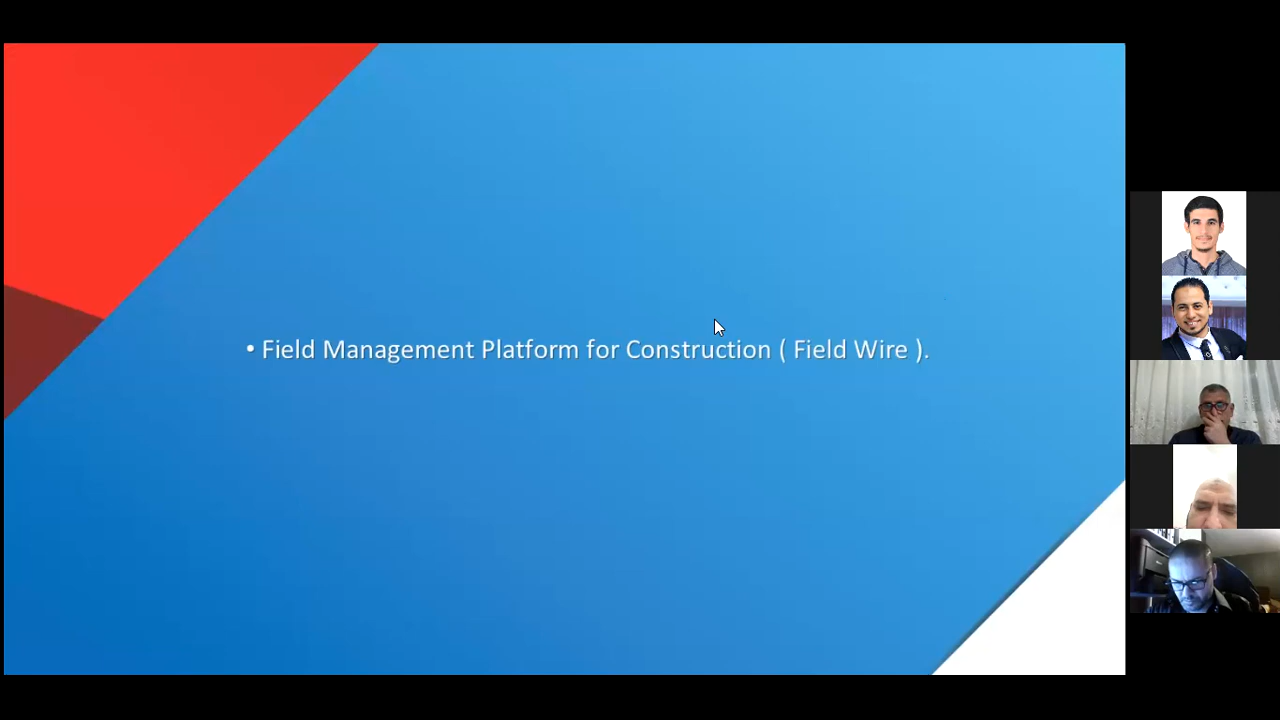 • Field Management Platform for Construction ( Field Wire ).